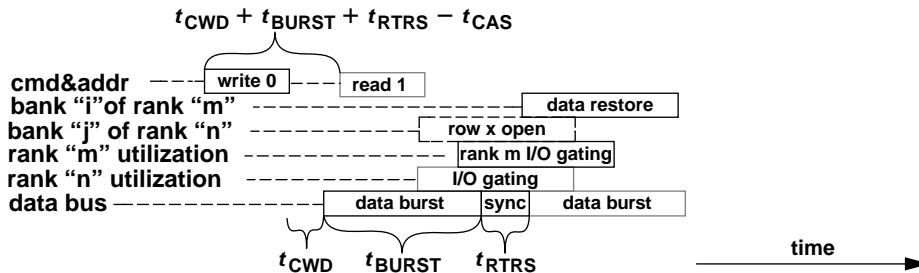 tCWD + tBURST + tRTRS − tCAS
cmd&addr write 0 read 1
bank “i”of rank “m” data restore
bank “j” of rank “n” row x open
rank “m” utilization rank m I/O gating
rank “n” utilization I/O gating
data bus data burst sync data burst
tCWD tBURST tRTRS time